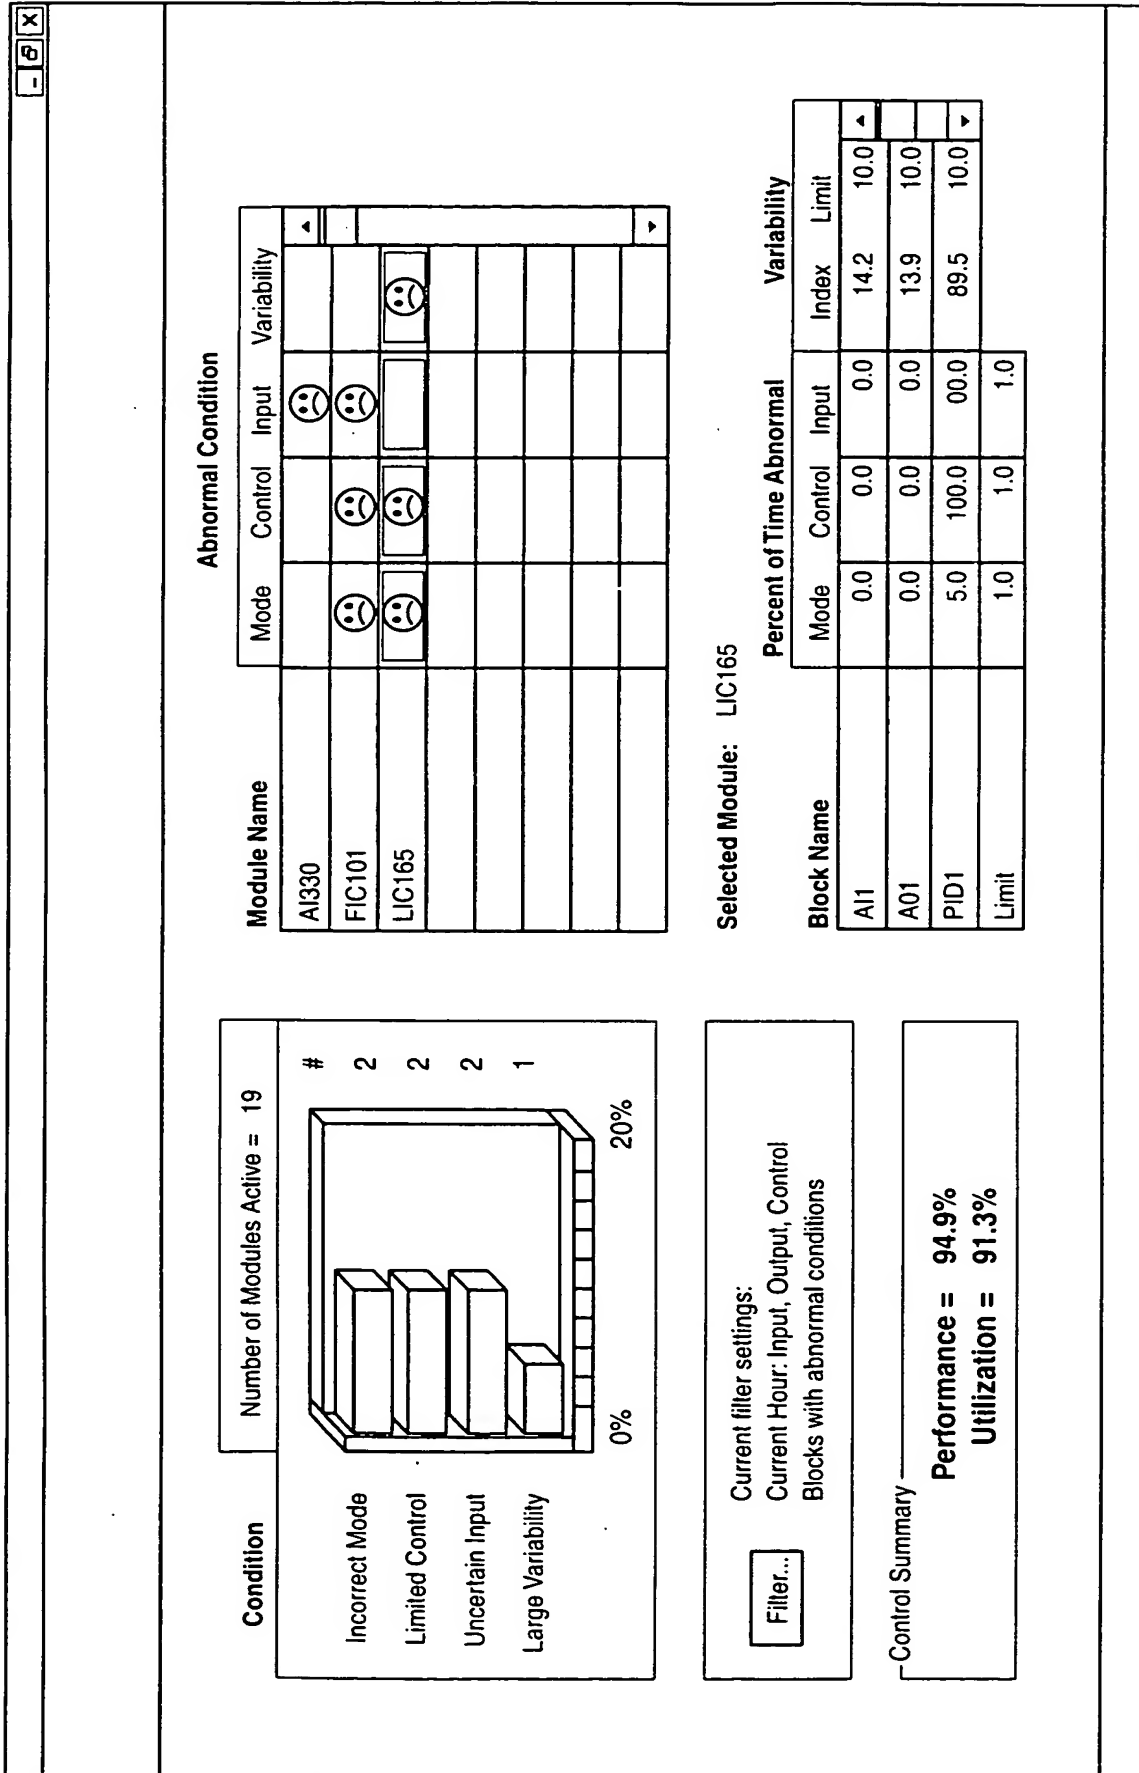 Condition
Number of Modules Active = 19
#
Incorrect Mode 2
Limited Control 2
Uncertain Input 2
Large Variability 1
0% 20%
Filter...
Current filter settings:
Current Hour: Input, Output, Control
Blocks with abnormal conditions
Control Summary
Performance = 94.9%
Utilization = 91.3%
Abnormal Condition
Module Name Mode Control Input Variability
AI330
FIC101
LIC165
Selected Module: LIC165
Percent of Time Abnormal Variability
Block Name Mode Control Input Index Limit
AI1 0.0 0.0 0.0 14.2 10.0
A01 0.0 0.0 0.0 13.9 10.0
PID1 5.0 100.0 00.0 89.5 10.0
Limit 1.0 1.0 1.0